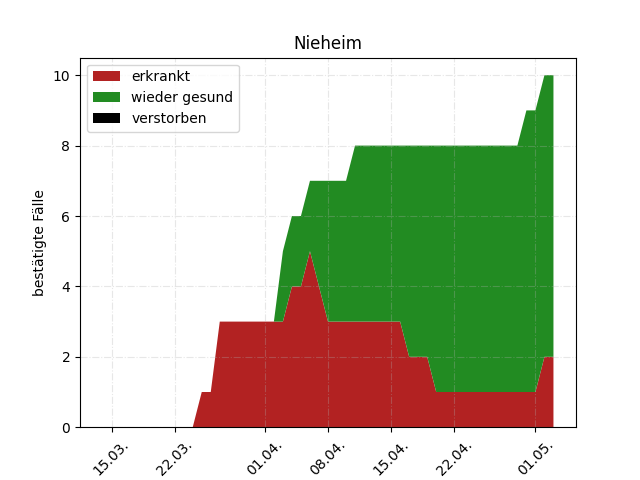 Nieheim
erkrankt
wieder gesund
verstorben
bestätigte Fälle
10
8
6
4
2
0
15.03.
22.03.
01.04.
08.04.
15.04.
22.04.
01.05.